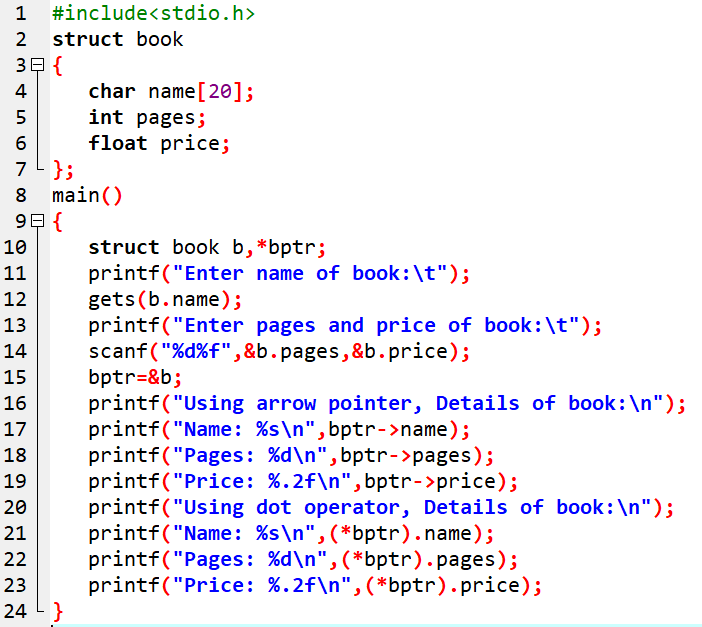 1 #include<stdio.h>
2 struct book
3 {
4 char name[20];
5 int pages;
6 float price;
7 };
8 main()
9 {
10 struct book b,*bptr;
11 printf("Enter name of book:\t");
12 gets(b.name);
13 printf("Enter pages and price of book:\t");
14 scanf("%d%f",&b.pages,&b.price);
15 bptr=&b;
16 printf("Using arrow pointer, Details of book:\n");
17 printf("Name: %s\n",bptr->name);
18 printf("Pages: %d\n",bptr->pages);
19 printf("Price: %.2f\n",bptr->price);
20 printf("Using dot operator, Details of book:\n");
21 printf("Name: %s\n",(*bptr).name);
22 printf("Pages: %d\n",(*bptr).pages);
23 printf("Price: %.2f\n",(*bptr).price);
24 }